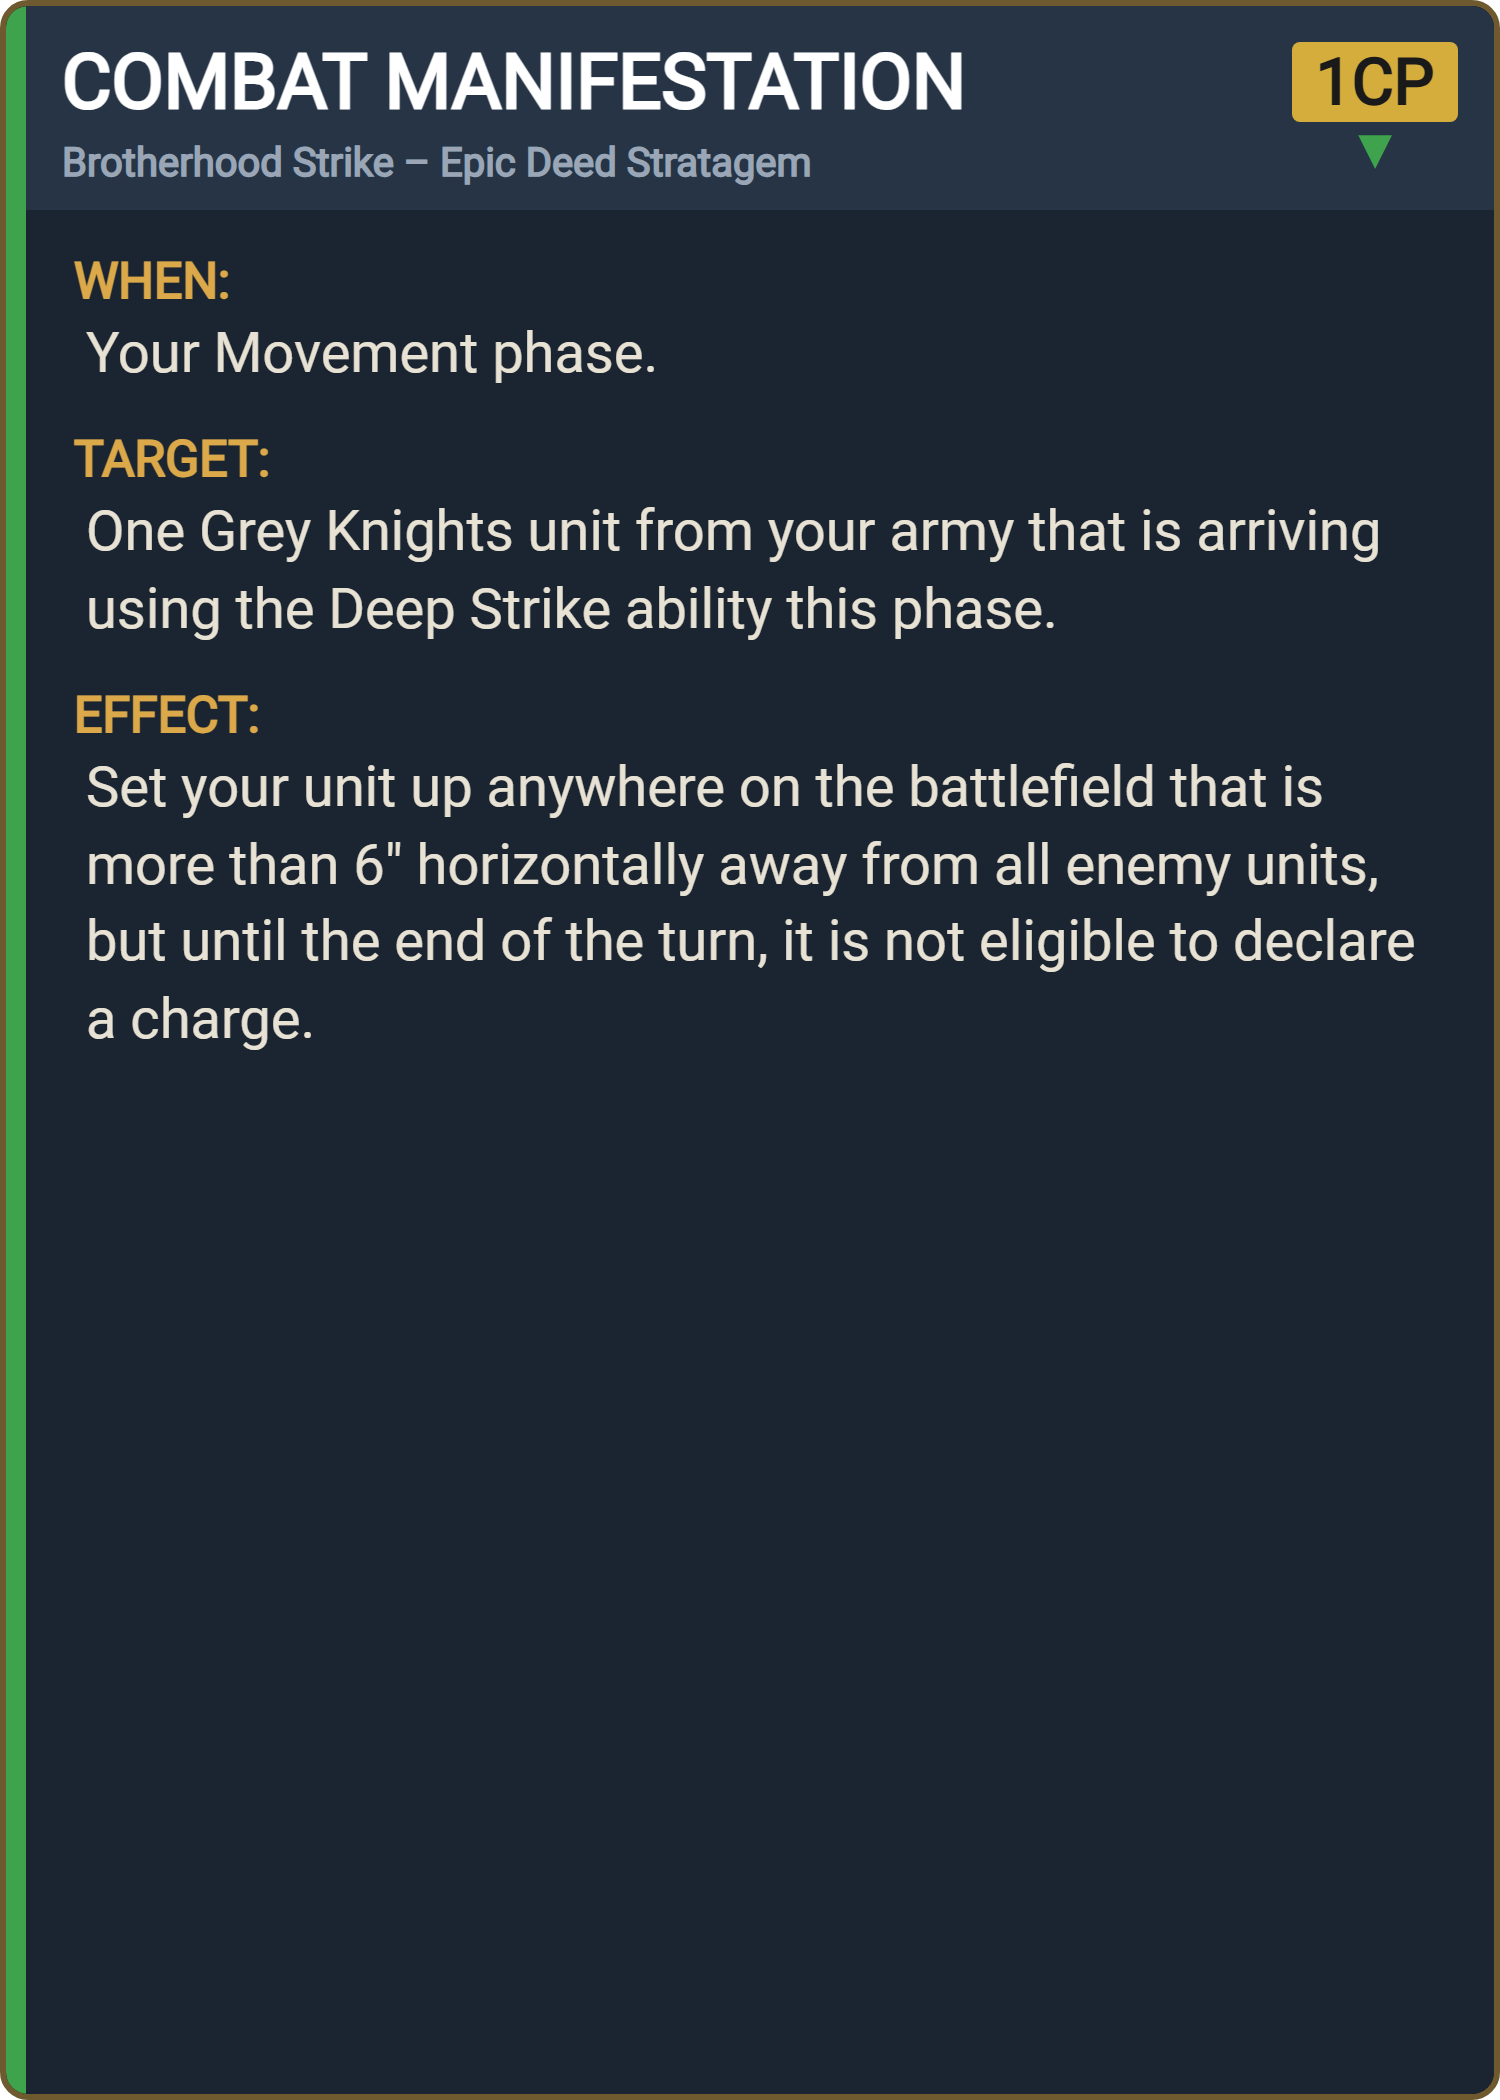 COMBAT MANIFESTATION
1CP
Brotherhood Strike – Epic Deed Stratagem
WHEN:
Your Movement phase.
TARGET:
One Grey Knights unit from your army that is arriving
using the Deep Strike ability this phase.
EFFECT:
Set your unit up anywhere on the battlefield that is
more than 6" horizontally away from all enemy units,
but until the end of the turn, it is not eligible to declare
a charge.